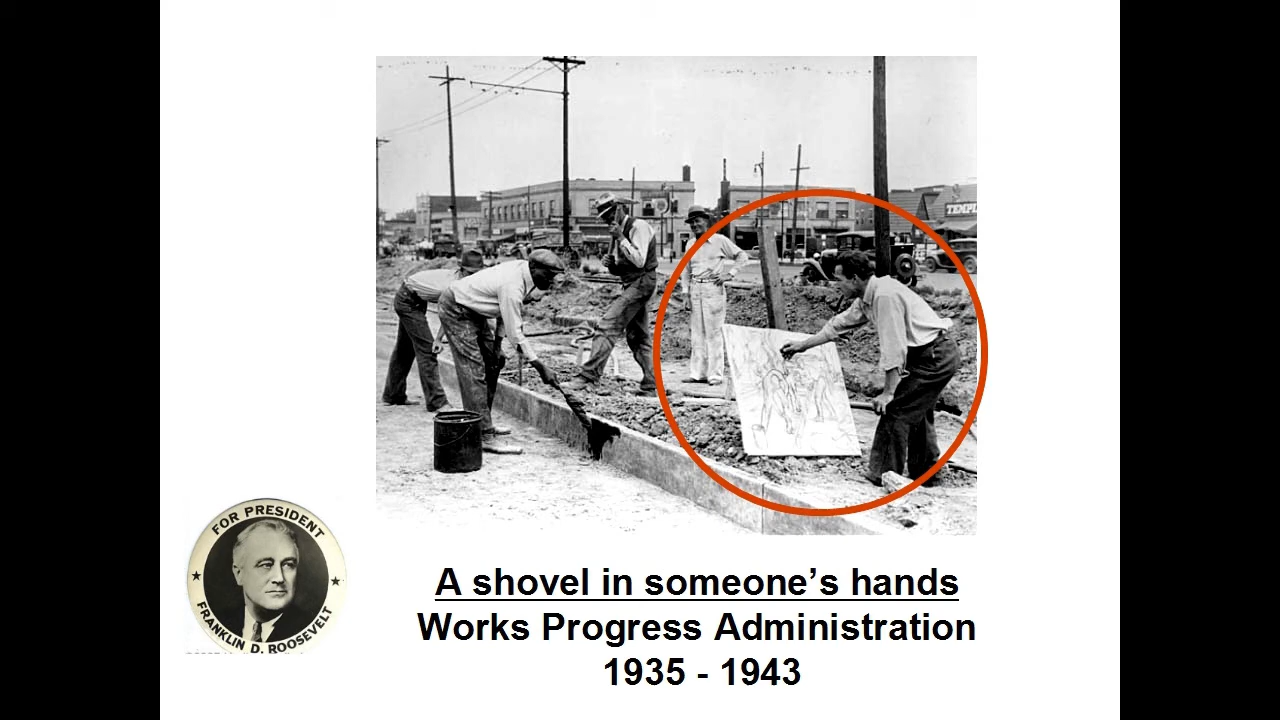 TEMPL
FOR PRESIDENT
FRANKLIN D. ROOSEVELT
A shovel in someone’s hands
Works Progress Administration
1935 - 1943